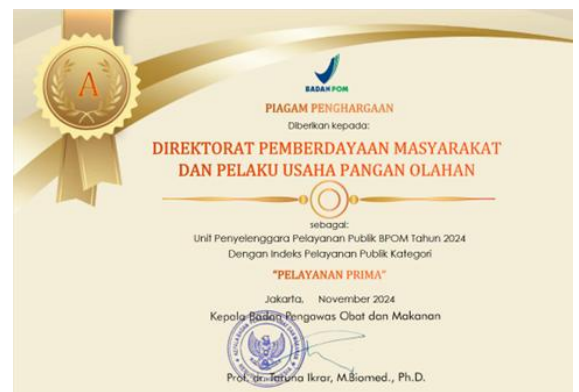 A
BADAN POM
PIAGAM PENGHARGAAN
Diberikan kepada:
DIREKTORAT PEMBERDAYAAN MASYARAKAT
DAN PELAKU USAHA PANGAN OLAHAN
sebagai:
Unit Penyelenggara Pelayanan Publik BPOM Tahun 2024
Dengan Indeks Pelayanan Publik Kategori
"PELAYANAN PRIMA"
Jakarta, November 2024
Kepala Badan Pengawas Obat dan Makanan
Prof. dr. Taruna Ikrar, M.Biomed., Ph.D.